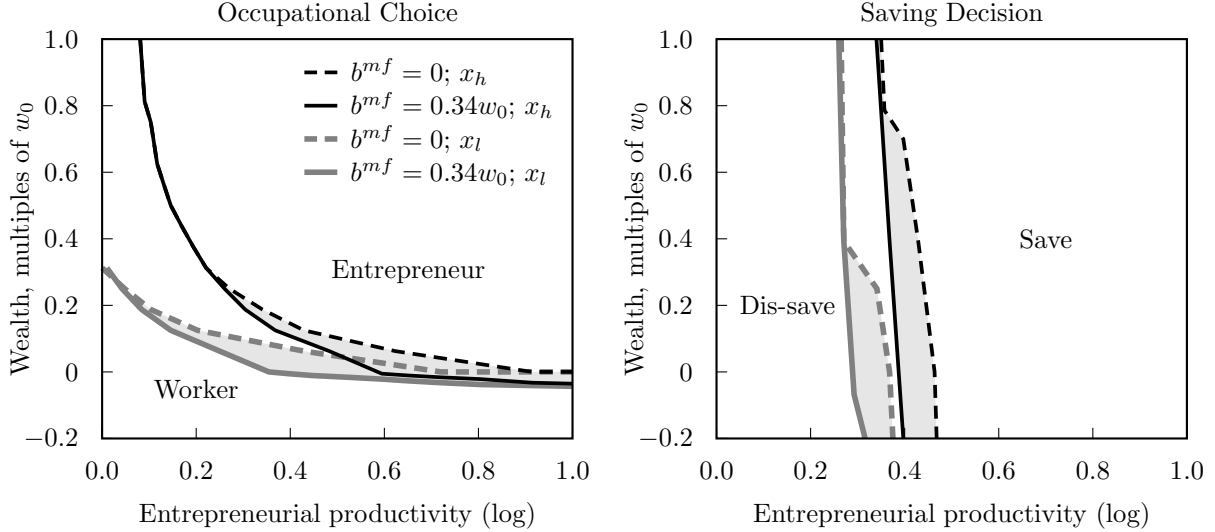 Occupational Choice
Wealth, multiples of w₀
1.0
0.8
0.6
0.4
0.2
0
−0.2
0.0
0.2
0.4
0.6
0.8
1.0
Entrepreneurial productivity (log)
b^{mf} = 0; x_h
b^{mf} = 0.34w₀; x_h
b^{mf} = 0; x_l
b^{mf} = 0.34w₀; x_l
Entrepreneur
Worker
Saving Decision
Wealth, multiples of w₀
1.0
0.8
0.6
0.4
0.2
0
−0.2
0.0
0.2
0.4
0.6
0.8
1.0
Entrepreneurial productivity (log)
Save
Dis-save